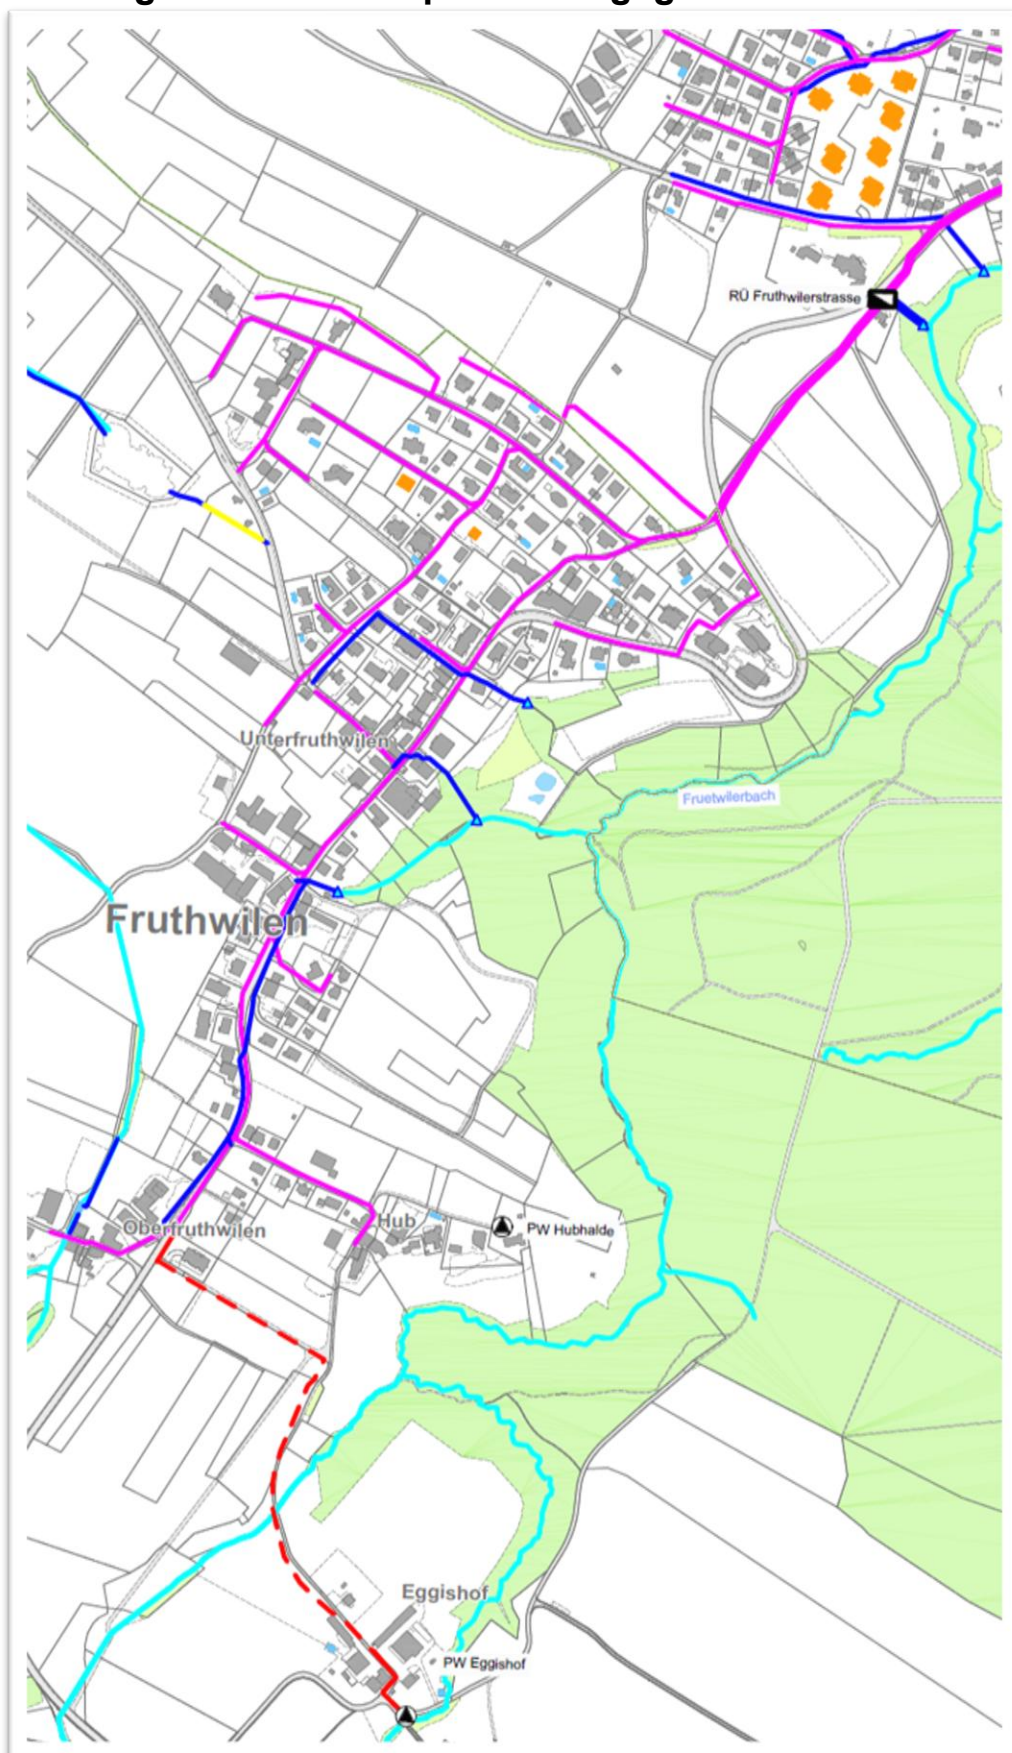 RÜ Fruthwilerstrasse
Unterfruthwilen
Fruetwilerbach
Fruthwilen
Oberfruthwilen
Hub
PW Hubhalde
Eggishof
PW Eggishof